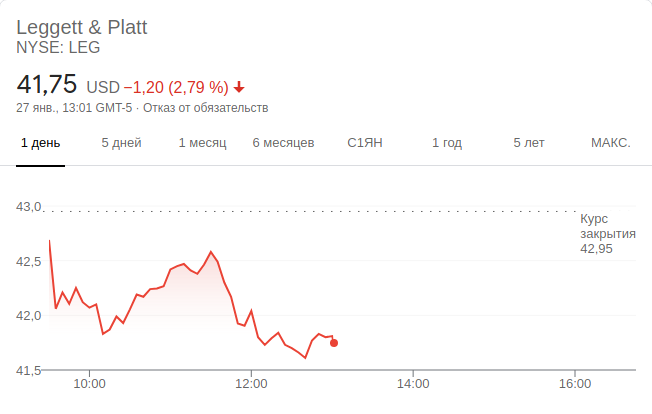 Leggett & Platt
NYSE: LEG
41,75 USD −1,20 (2,79 %)
27 янв., 13:01 GMT-5 · Отказ от обязательств
1 день 5 дней 1 месяц 6 месяцев С1ЯН 1 год 5 лет МАКС.
43,0
Курс
закрытия
42,95
42,5
42,0
41,5
10:00 12:00 14:00 16:00